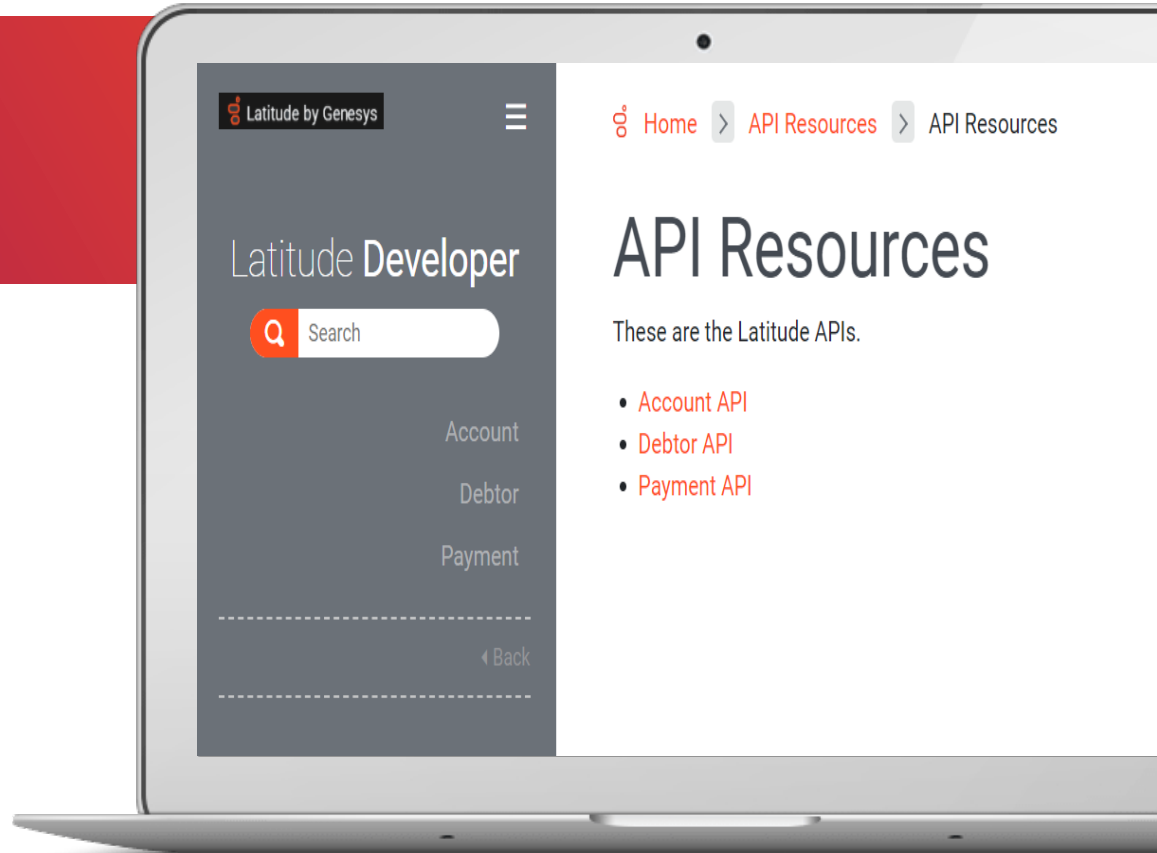 Latitude by Genesys
Latitude Developer
Search
Account
Debtor
Payment
Back
Home > API Resources > API Resources
API Resources
These are the Latitude APIs.
• Account API
• Debtor API
• Payment API